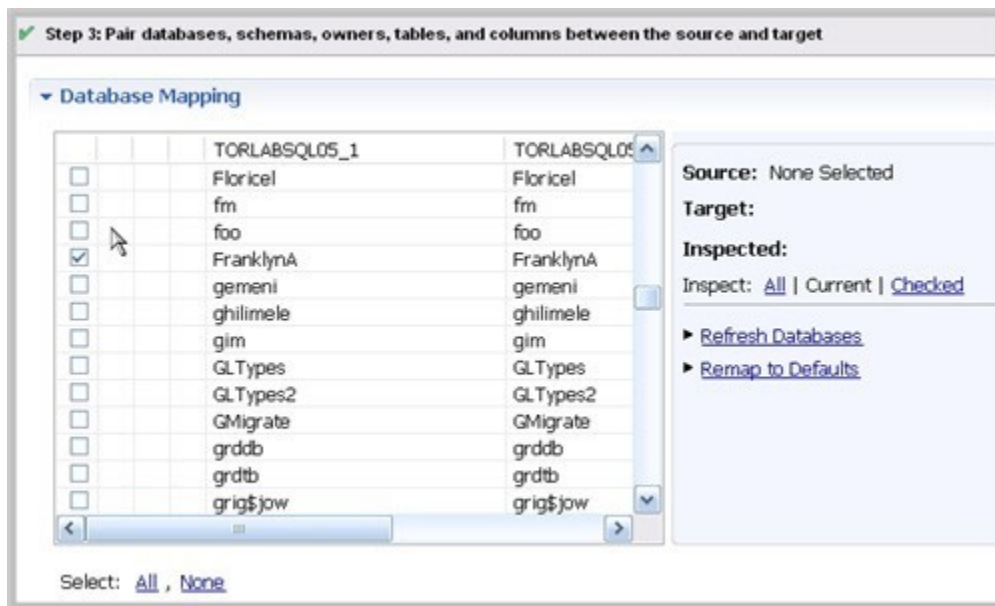 Step 3: Pair databases, schemas, owners, tables, and columns between the source and target
Database Mapping
TORLABSQL05_1 TORLABSQL05
Floricel Floricel
fm fm
foo foo
FranklynA FranklynA
gemeni gemeni
ghilimele ghilimele
gim gim
GLTypes GLTypes
GLTypes2 GLTypes2
GMigrate GMigrate
grddb grddb
grdtb grdtb
grig$jow grig$jow
Source: None Selected
Target:
Inspected:
Inspect: All | Current | Checked
Refresh Databases
Remap to Defaults
Select: All , None